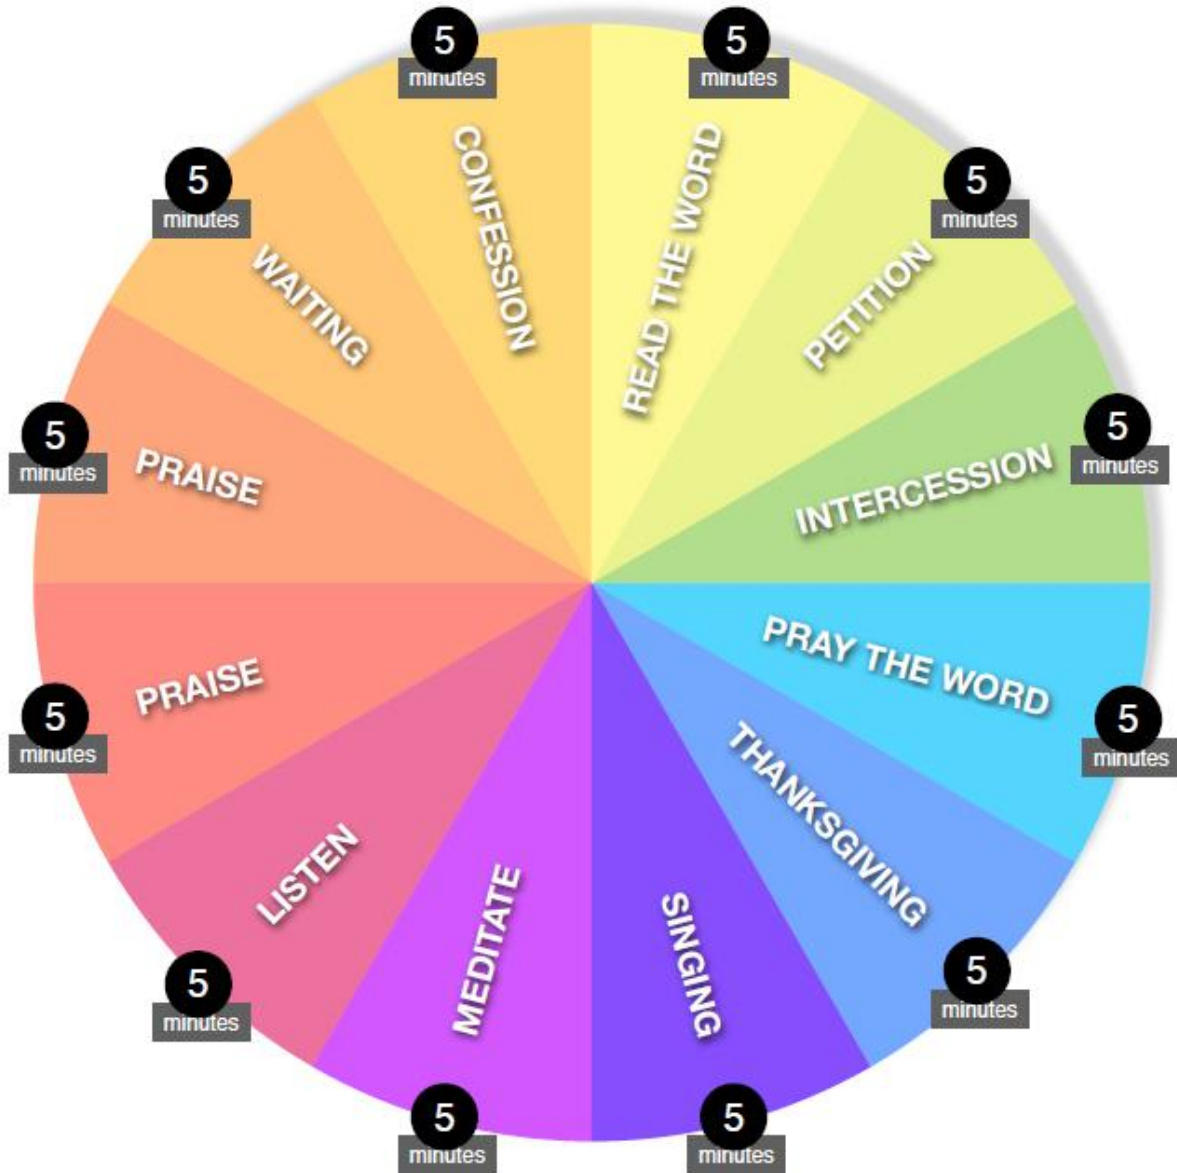 5
minutes
READ THE WORD
5
minutes
PETITION
5
minutes
INTERCESSION
5
minutes
PRAY THE WORD
5
minutes
THANKSGIVING
5
minutes
SINGING
5
minutes
MEDITATE
5
minutes
LISTEN
5
minutes
PRAISE
5
minutes
PRAISE
5
minutes
WAITING
5
minutes
CONFESSION